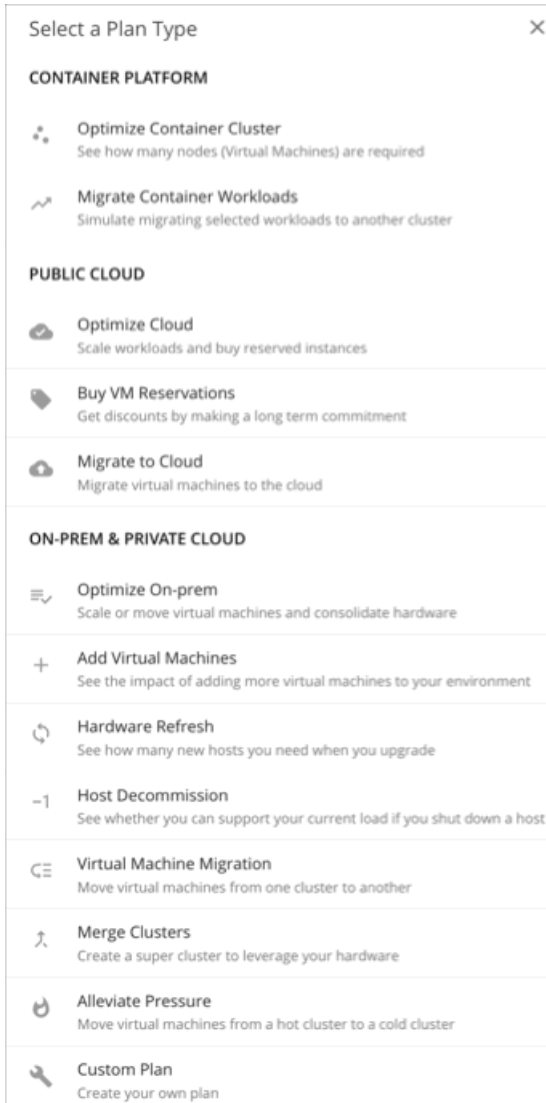 Select a Plan Type
CONTAINER PLATFORM
Optimize Container Cluster
See how many nodes (Virtual Machines) are required
Migrate Container Workloads
Simulate migrating selected workloads to another cluster
PUBLIC CLOUD
Optimize Cloud
Scale workloads and buy reserved instances
Buy VM Reservations
Get discounts by making a long term commitment
Migrate to Cloud
Migrate virtual machines to the cloud
ON-PREM & PRIVATE CLOUD
Optimize On-prem
Scale or move virtual machines and consolidate hardware
Add Virtual Machines
See the impact of adding more virtual machines to your environment
Hardware Refresh
See how many new hosts you need when you upgrade
-1 Host Decommission
See whether you can support your current load if you shut down a host
Virtual Machine Migration
Move virtual machines from one cluster to another
Merge Clusters
Create a super cluster to leverage your hardware
Alleviate Pressure
Move virtual machines from a hot cluster to a cold cluster
Custom Plan
Create your own plan